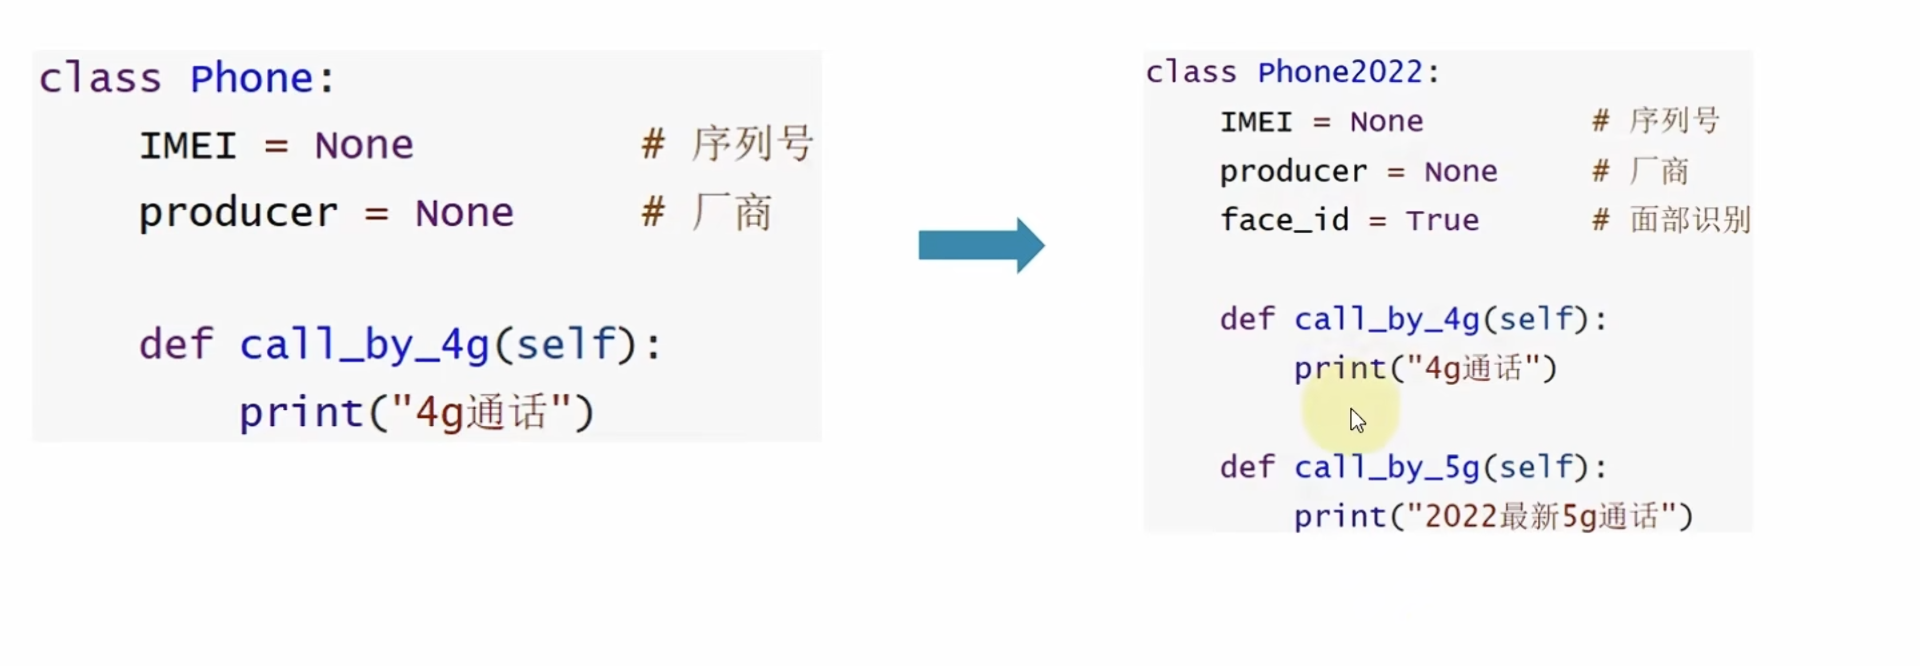 class Phone:
    IMEI = None         # 序列号
    producer = None     # 厂商
    def call_by_4g(self):
        print("4g通话")
class Phone2022:
    IMEI = None         # 序列号
    producer = None     # 厂商
    face_id = True      # 面部识别
    def call_by_4g(self):
        print("4g通话")
    def call_by_5g(self):
        print("2022最新5g通话")